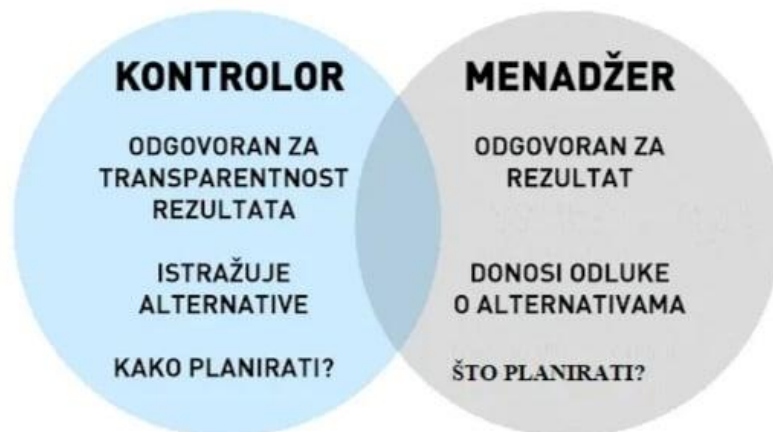 KONTROLOR
ODGOVORAN ZA
TRANSPARENTNOST
REZULTATA
ISTRAŽUJE
ALTERNATIVE
KAKO PLANIRATI?
MENADŽER
ODGOVORAN ZA
REZULTAT
DONOSI ODLUKE
O ALTERNATIVAMA
ŠTO PLANIRATI?